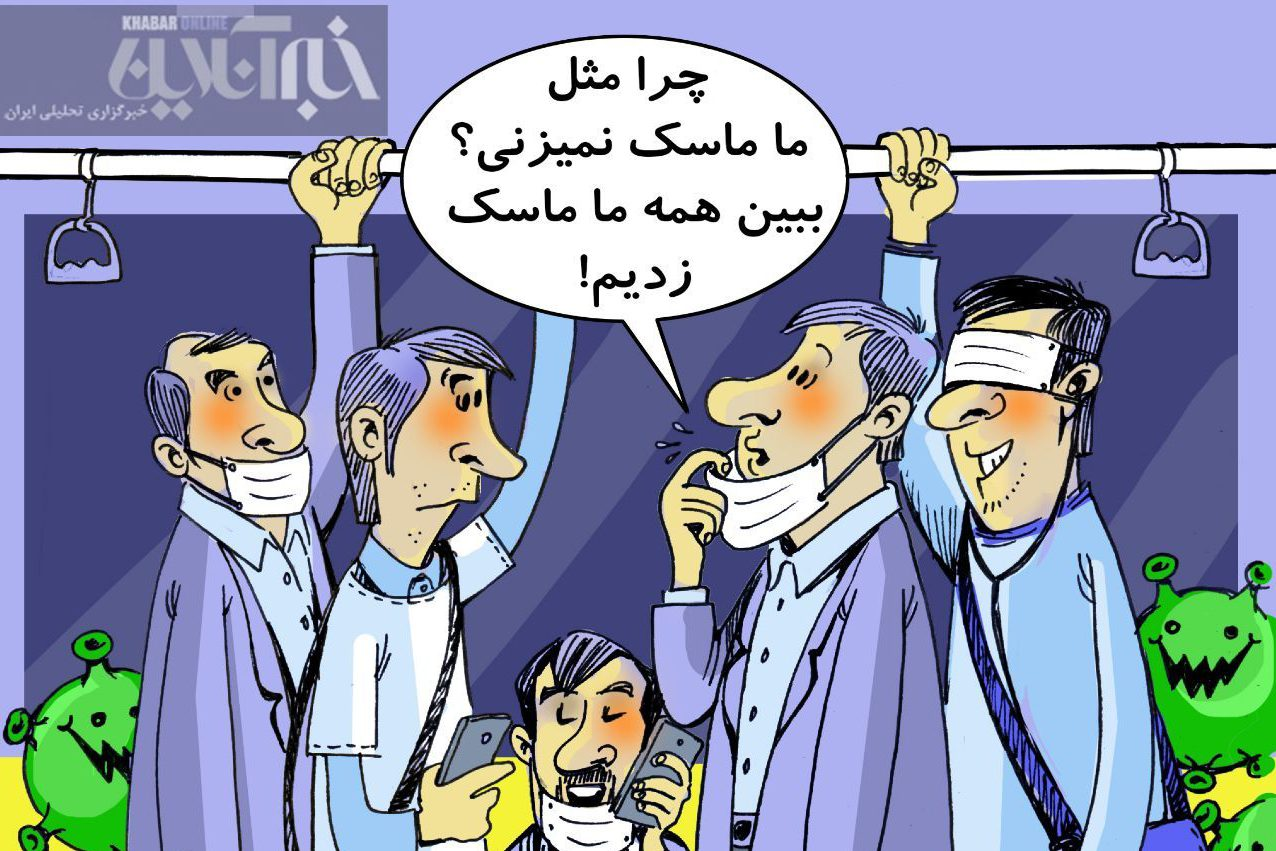 KHABAR ONLINE
خبرآنلاین
خبرگزاری تحلیلی ایران
چرا مثل
ما ماسک نمیزنی؟
ببین همه ما ماسک
زدیم!